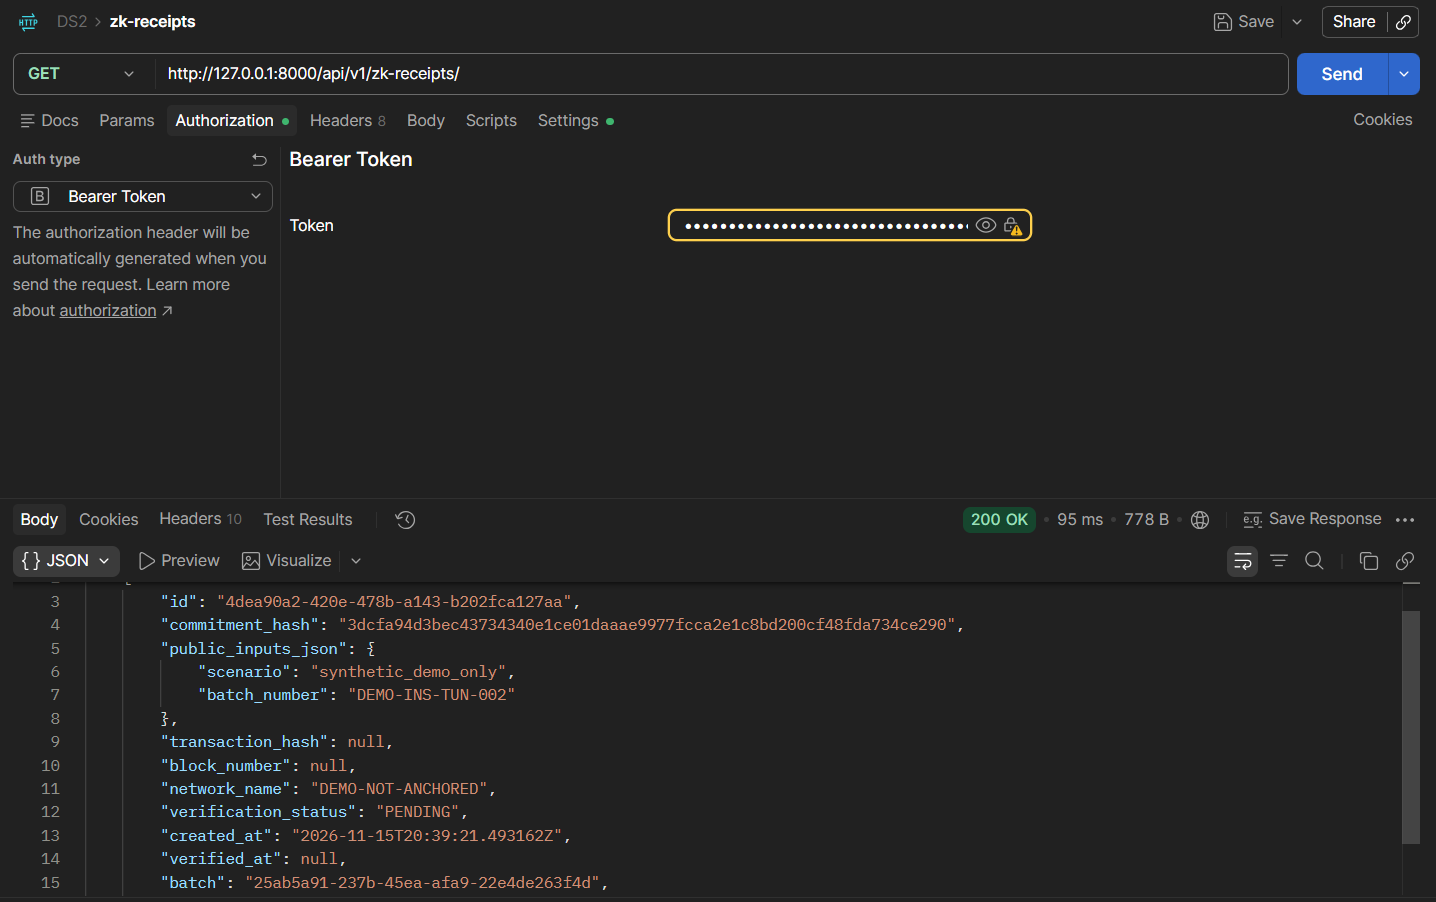 HTTP DS2 > zk-receipts Save Share
GET http://127.0.0.1:8000/api/v1/zk-receipts/ Send
Docs Params Authorization Headers 8 Body Scripts Settings Cookies
Auth type
Bearer Token
B Bearer Token
Token ••••••••••••••••••••••••••••••••
The authorization header will be
automatically generated when you
send the request. Learn more
about authorization ↗
Body Cookies Headers 10 Test Results 200 OK • 95 ms • 778 B • e.g. Save Response
{} JSON Preview Visualize
3 "id": "4dea90a2-420e-478b-a143-b202fca127aa",
4 "commitment_hash": "3dcfa94d3bec43734340e1ce01daaae9977fcca2e1c8bd200cf48fda734ce290",
5 "public_inputs_json": {
6 "scenario": "synthetic_demo_only",
7 "batch_number": "DEMO-INS-TUN-002"
8 },
9 "transaction_hash": null,
10 "block_number": null,
11 "network_name": "DEMO-NOT-ANCHORED",
12 "verification_status": "PENDING",
13 "created_at": "2026-11-15T20:39:21.493162Z",
14 "verified_at": null,
15 "batch": "25ab5a91-237b-45ea-afa9-22e4de263f4d",